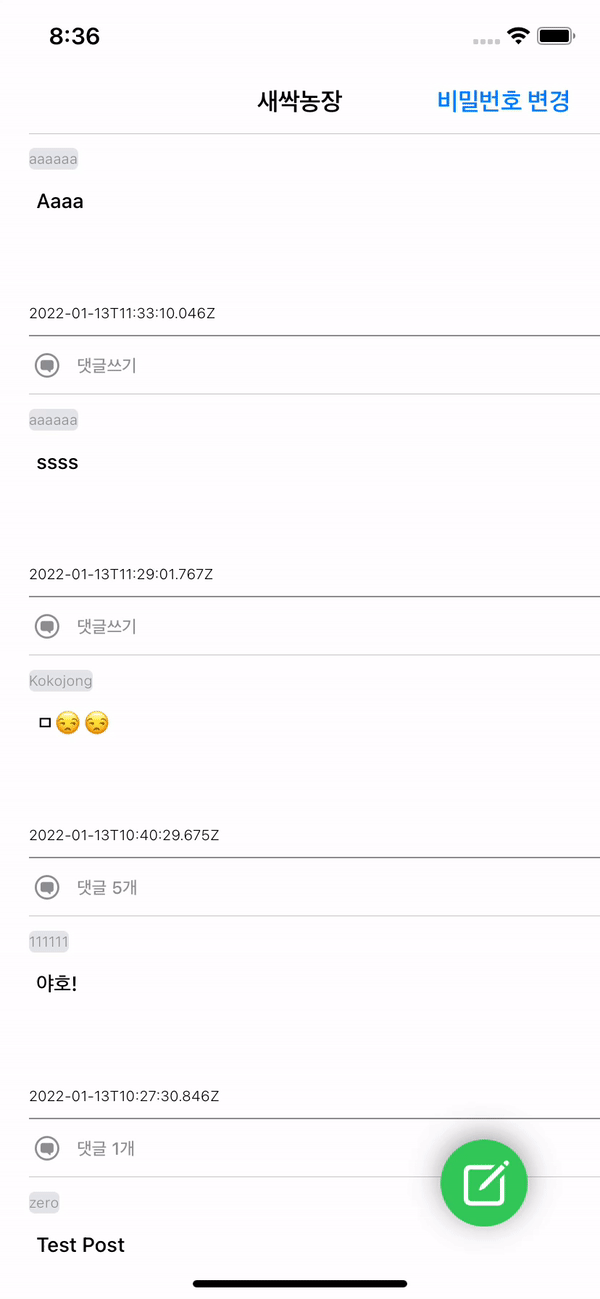 8:36
새싹농장 비밀번호 변경
aaaaaa
Aaaa
2022-01-13T11:33:10.046Z
댓글쓰기
aaaaaa
ssss
2022-01-13T11:29:01.767Z
댓글쓰기
Kokojong
ㅁ😒😒
2022-01-13T10:40:29.675Z
댓글 5개
111111
야호!
2022-01-13T10:27:30.846Z
댓글 1개
zero
Test Post